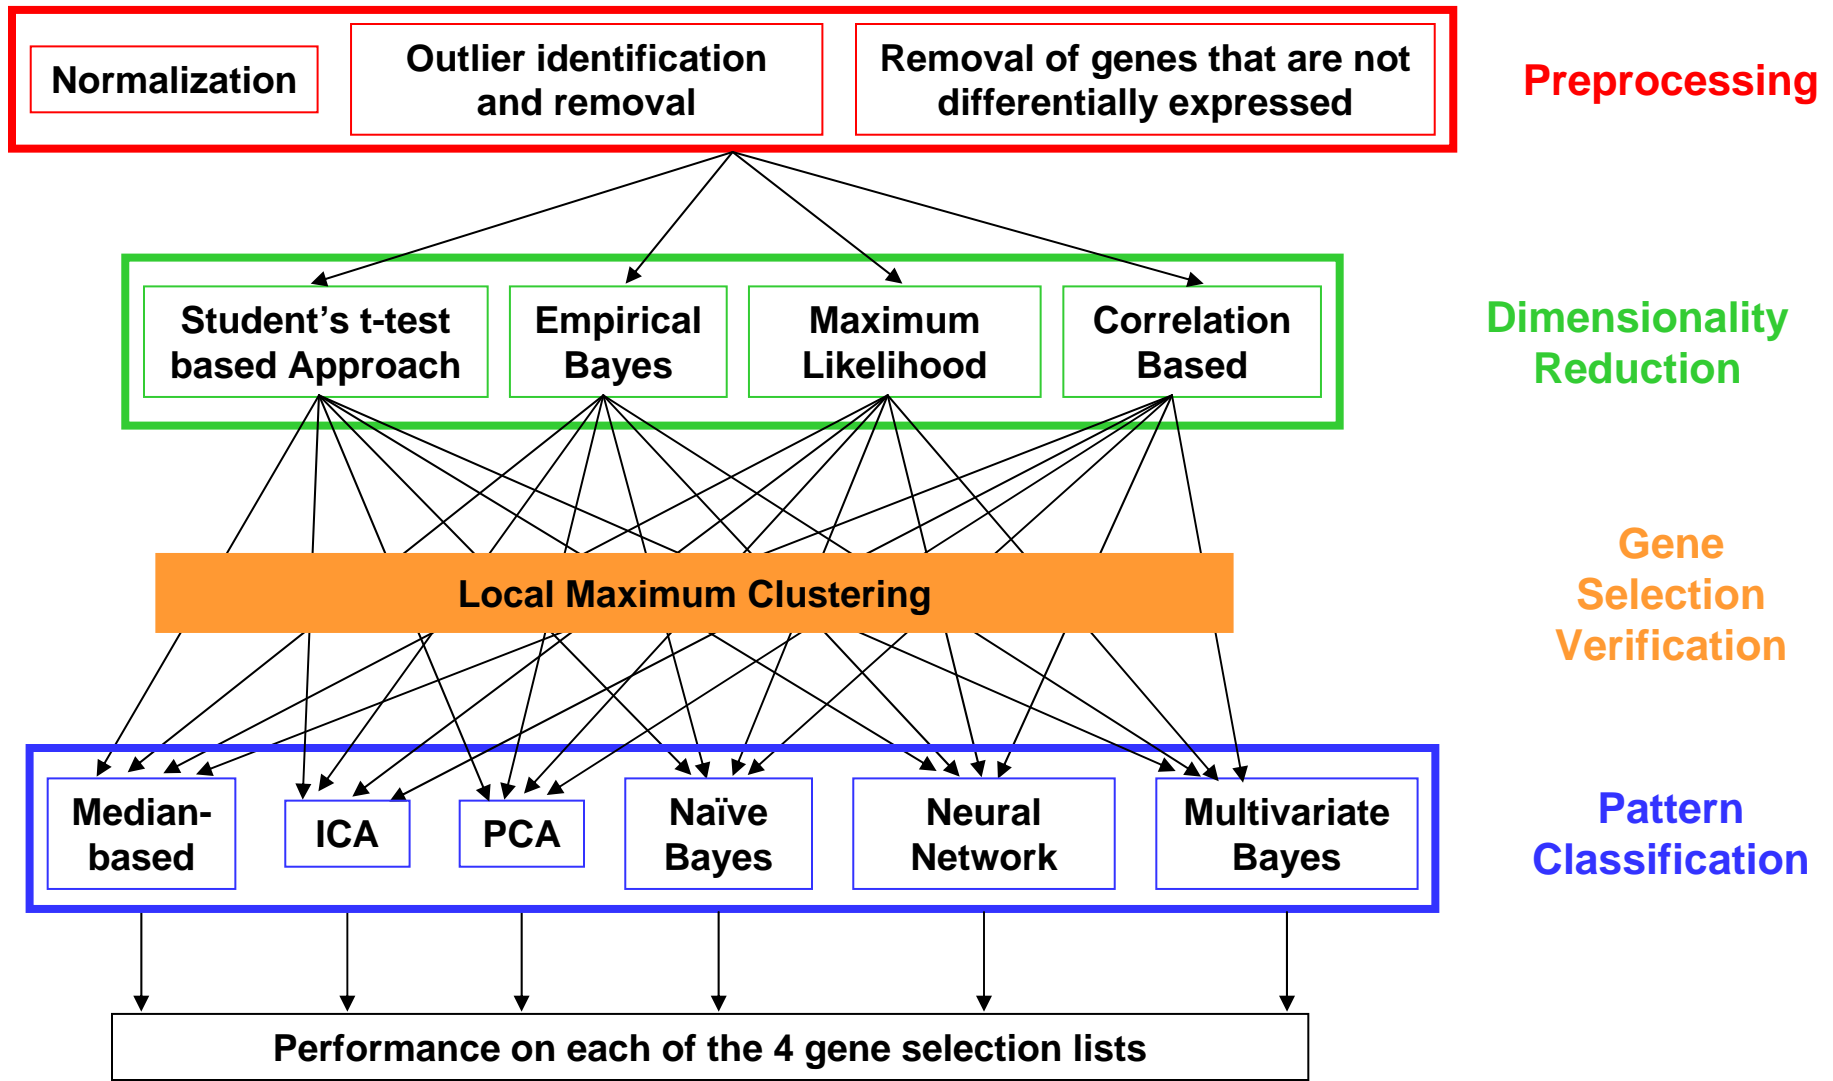 Normalization
Outlier identification
and removal
Removal of genes that are not
differentially expressed
Preprocessing
Student’s t-test
based Approach
Empirical
Bayes
Maximum
Likelihood
Correlation
Based
Dimensionality
Reduction
Local Maximum Clustering
Gene
Selection
Verification
Median-
based
ICA
PCA
Naïve
Bayes
Neural
Network
Multivariate
Bayes
Pattern
Classification
Performance on each of the 4 gene selection lists